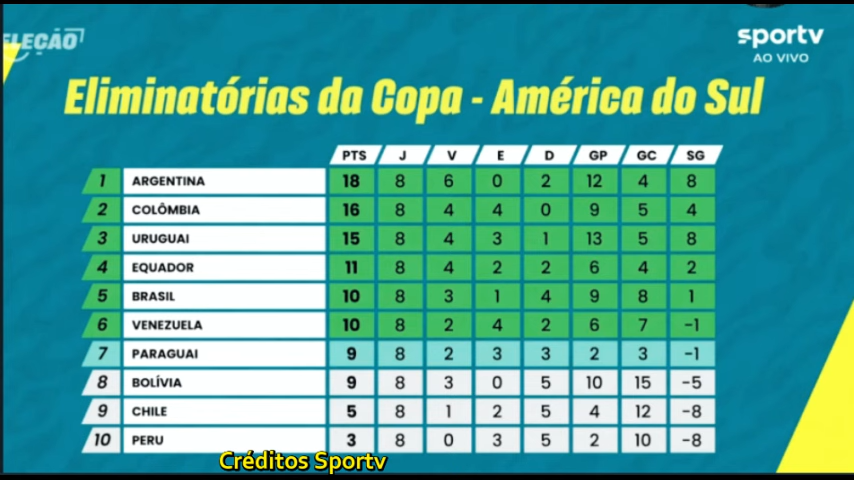 ELEÇÃO
sportv
AO VIVO
Eliminatórias da Copa - América do Sul
PTS J V E D GP GC SG
1 ARGENTINA 18 8 6 0 2 12 4 8
2 COLÔMBIA 16 8 4 4 0 9 5 4
3 URUGUAI 15 8 4 3 1 13 5 8
4 EQUADOR 11 8 4 2 2 6 4 2
5 BRASIL 10 8 3 1 4 9 8 1
6 VENEZUELA 10 8 2 4 2 6 7 -1
7 PARAGUAI 9 8 2 3 3 2 3 -1
8 BOLÍVIA 9 8 3 0 5 10 15 -5
9 CHILE 5 8 1 2 5 4 12 -8
10 PERU 3 8 0 3 5 2 10 -8
Créditos Sportv